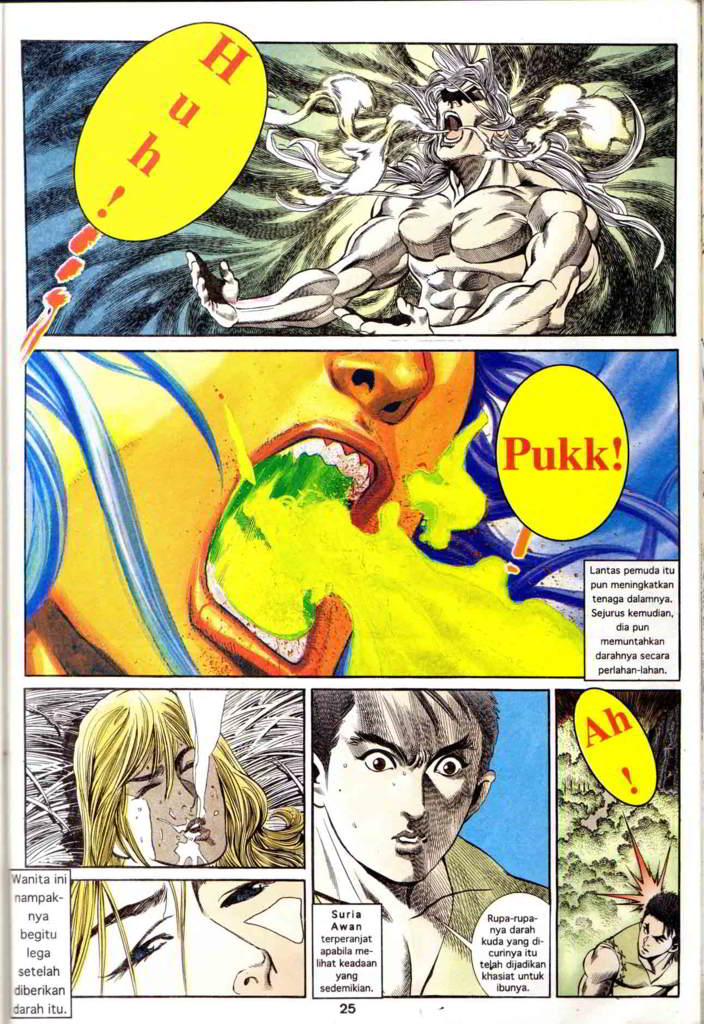 Huh!
Pukk!
Lantas pemuda itu
pun meningkatkan
tenaga dalamnya.
Sejurus kemudian,
dia pun
memuntahkan
darahnya secara
perlahan-lahan.
Wanita ini
nampak-
nya
begitu
lega
setelah
diberikan
darah itu.
Suria
Awan
terperanjat
apabila me-
lihat keadaan
yang
sedemikian.
Rupa-rupa-
nya darah
kuda yang di-
curinya itu
telah dijadikan
khasiat untuk
ibunya.
Ah!
25